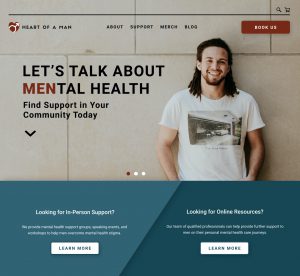 HEART OF A MAN
ABOUT SUPPORT MERCH BLOG
BOOK US
LET'S TALK ABOUT
MENTAL HEALTH
Find Support in Your
Community Today
Looking for In-Person Support?
We provide mental health support groups, speaking events, and
workshops to help men overcome mental health stigma.
LEARN MORE
Looking for Online Resources?
Our team of qualified professionals can help provide further support to
men on their personal mental health care journeys.
LEARN MORE